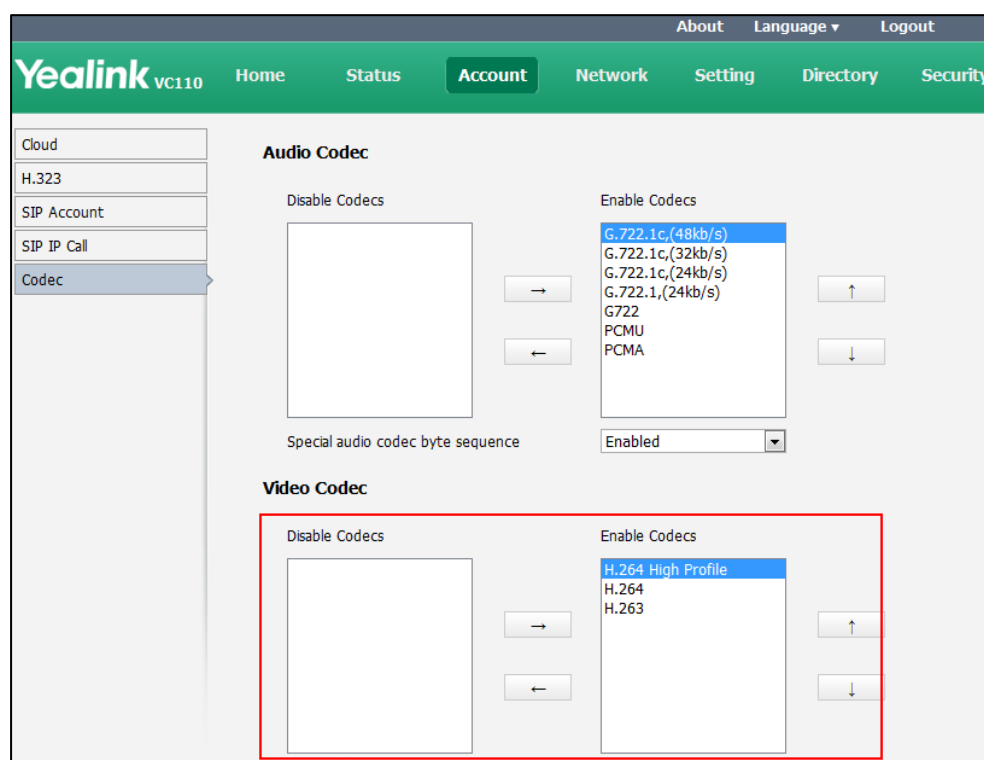 About Language ▾ Logout
Yealink VC110 Home Status Account Network Setting Directory Security
Cloud
H.323
SIP Account
SIP IP Call
Codec
Audio Codec
Disable Codecs Enable Codecs
G.722.1c,(48kb/s)
G.722.1c,(32kb/s)
G.722.1c,(24kb/s)
G.722.1,(24kb/s)
G722
PCMU
PCMA
→
←
↑
↓
Special audio codec byte sequence Enabled
Video Codec
Disable Codecs Enable Codecs
H.264 High Profile
H.264
H.263
→
←
↑
↓